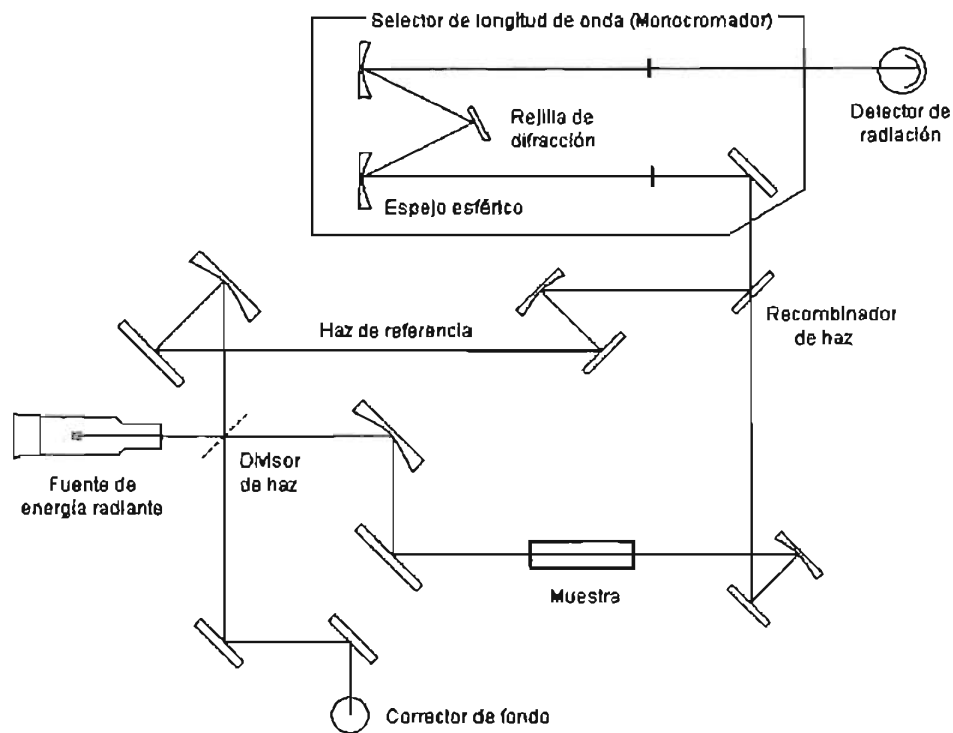 Selector de longitud de onda (Monocromador)
Rejilla de
difracción
Detector de
radiación
Espejo esférico
Recombinador
de haz
Haz de referencia
Divisor
de haz
Fuente de
energía radiante
Muestra
Corrector de fondo